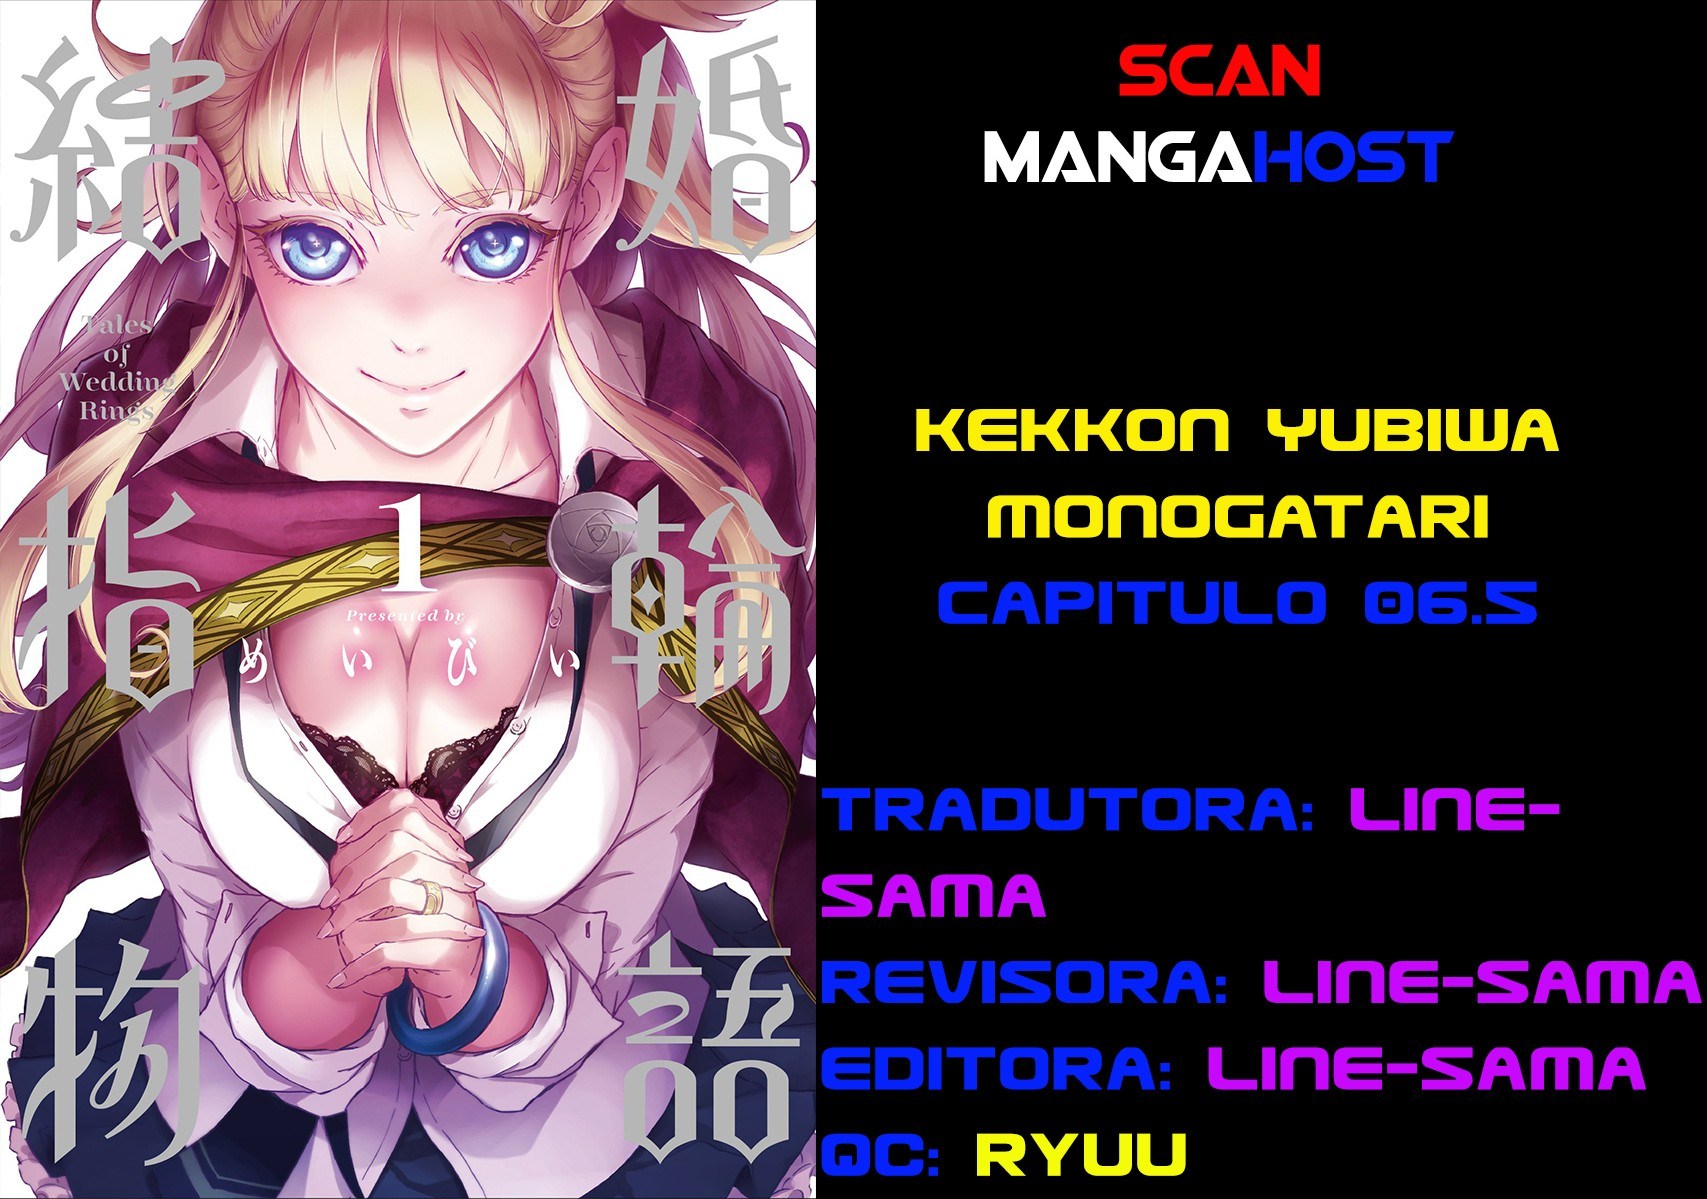 結婚
Tales
of
Wedding
Rings
指輪
1
Presented by
めいびい
物語
SCAN
MANGAHOST
KEKKON YUBIWA
MONOGATARI
CAPITULO 06.5
TRADUTORA: LINE-
SAMA
REVISORA: LINE-SAMA
EDITORA: LINE-SAMA
QC: RYUU